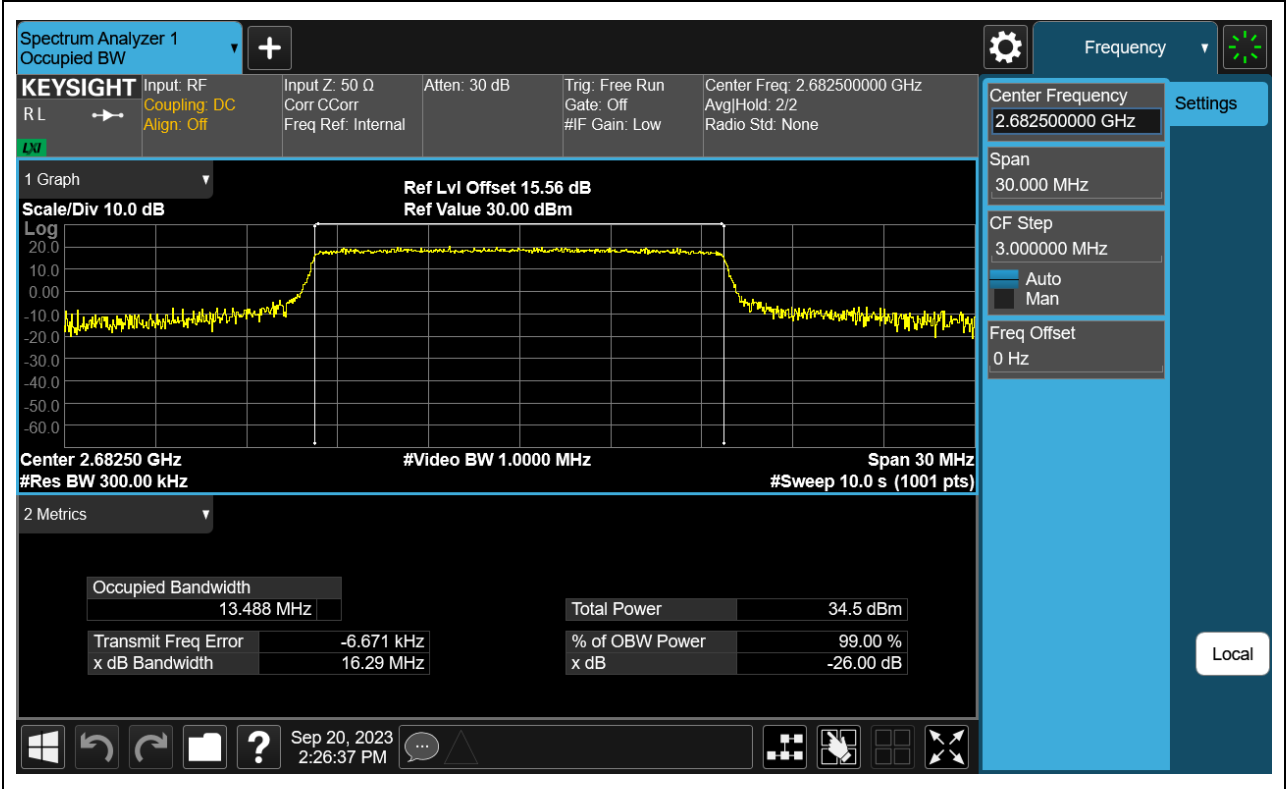 Spectrum Analyzer 1
Occupied BW
+
Frequency
KEYSIGHT
R L
LXI
Input: RF
Coupling: DC
Align: Off
Input Z: 50 Ω
Corr CCorr
Freq Ref: Internal
Atten: 30 dB
Trig: Free Run
Gate: Off
#IF Gain: Low
Center Freq: 2.682500000 GHz
Avg|Hold: 2/2
Radio Std: None
Center Frequency
2.682500000 GHz
Settings
Span
30.000 MHz
CF Step
3.000000 MHz
Auto
Man
Freq Offset
0 Hz
Local
1 Graph
Scale/Div 10.0 dB
Ref Lvl Offset 15.56 dB
Ref Value 30.00 dBm
Log
20.0
10.0
0.00
-10.0
-20.0
-30.0
-40.0
-50.0
-60.0
Center 2.68250 GHz
#Video BW 1.0000 MHz
Span 30 MHz
#Res BW 300.00 kHz
#Sweep 10.0 s (1001 pts)
2 Metrics
Occupied Bandwidth
13.488 MHz
Total Power 34.5 dBm
Transmit Freq Error -6.671 kHz
% of OBW Power 99.00 %
x dB Bandwidth 16.29 MHz
x dB -26.00 dB
?
Sep 20, 2023
2:26:37 PM